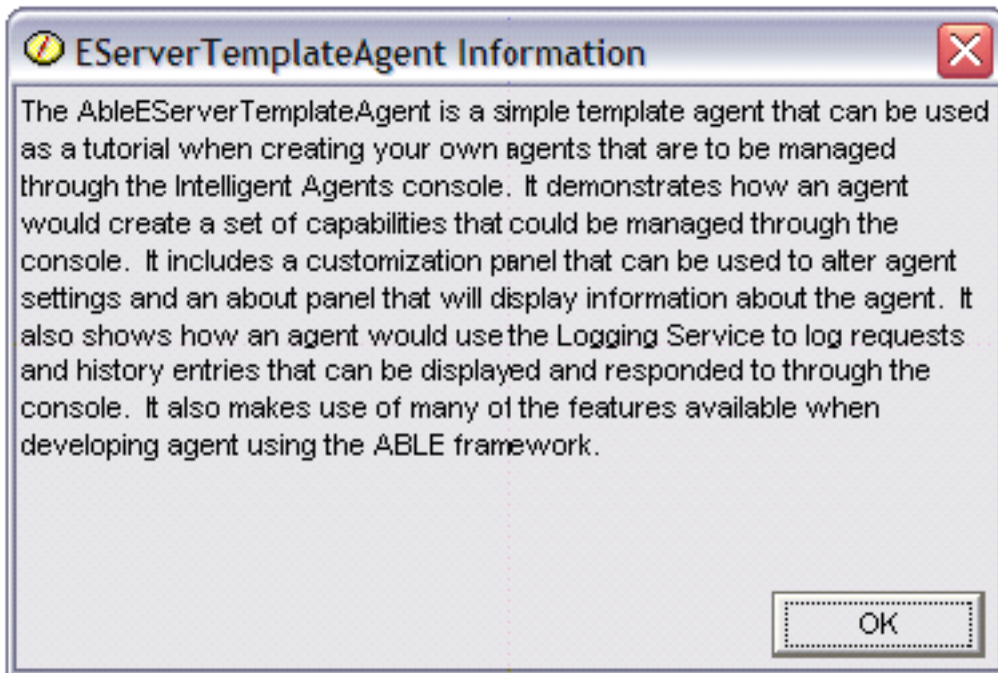 EServerTemplateAgent Information
The AbleEServerTemplateAgent is a simple template agent that can be used
as a tutorial when creating your own agents that are to be managed
through the Intelligent Agents console. It demonstrates how an agent
would create a set of capabilities that could be managed through the
console. It includes a customization panel that can be used to alter agent
settings and an about panel that will display information about the agent. It
also shows how an agent would use the Logging Service to log requests
and history entries that can be displayed and responded to through the
console. It also makes use of many of the features available when
developing agent using the ABLE framework.
OK